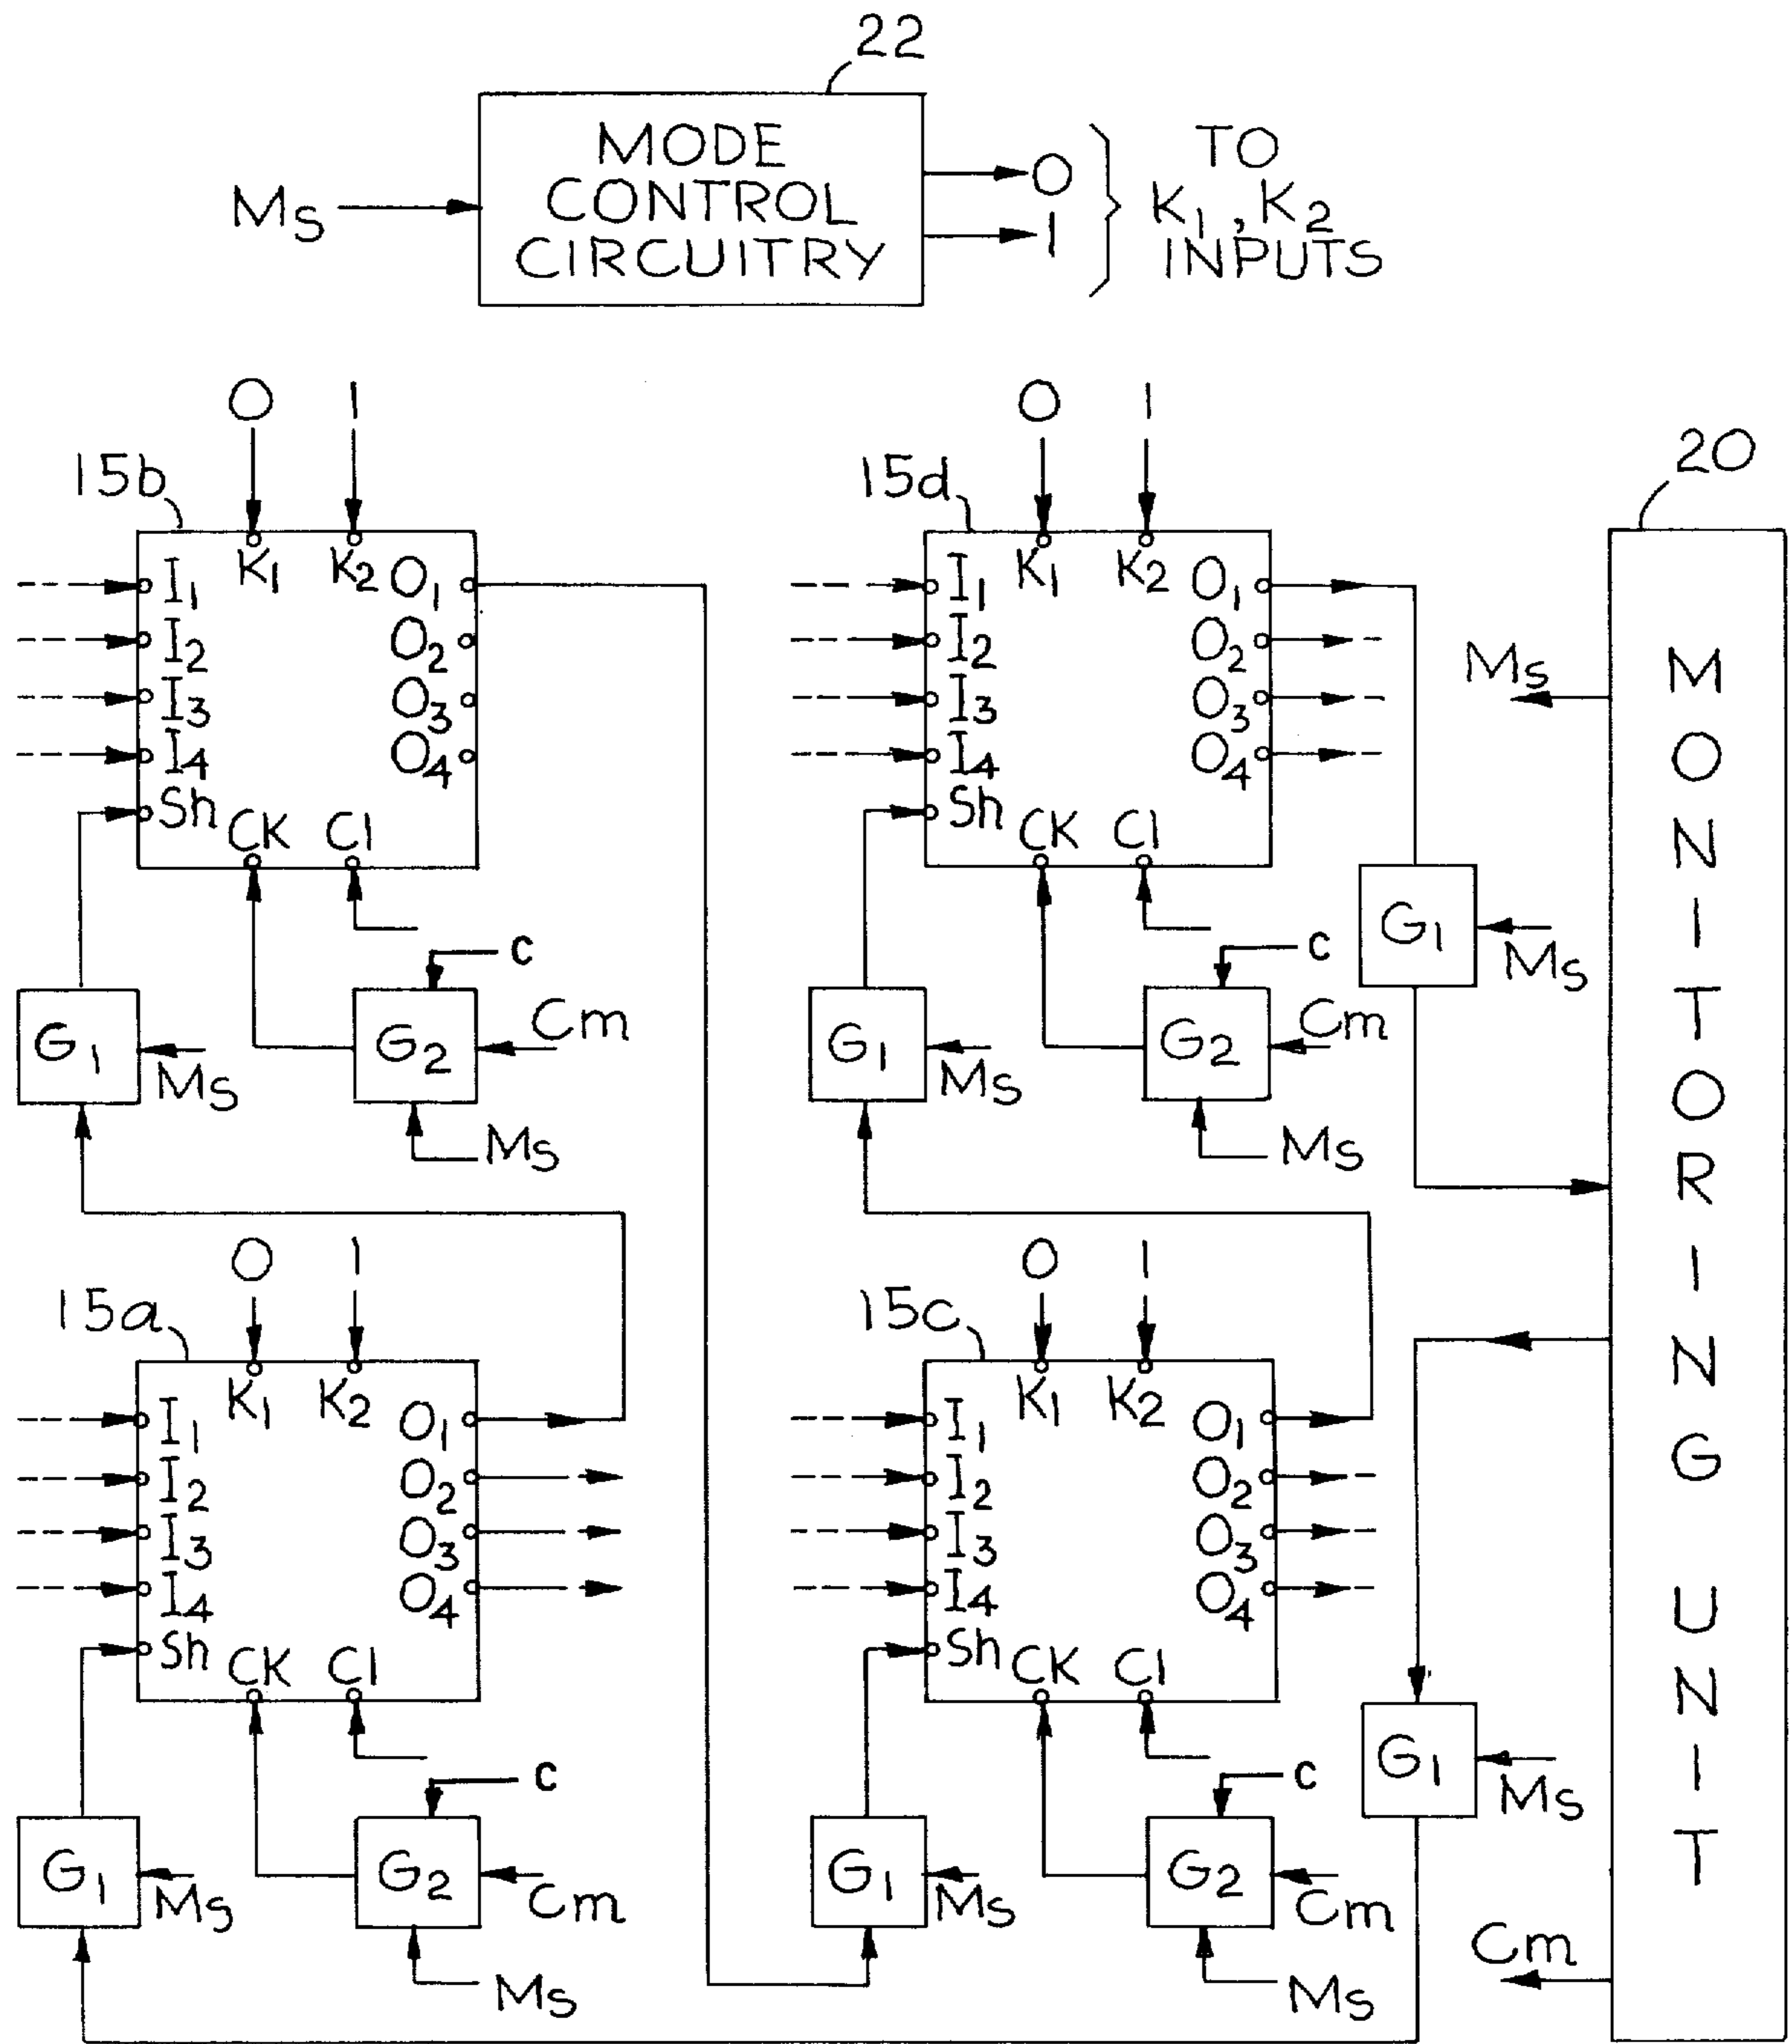 22
MODE CONTROL CIRCUITRY
Ms
0
1
TO K1, K2 INPUTS
0 1
15b
K1 K2
I1 O1
I2 O2
I3 O3
I4 O4
Sh
CK Cl
c
G1
Ms
G2
Cm
Ms
0 1
15d
K1 K2
I1 O1
I2 O2
I3 O3
I4 O4
Sh
CK Cl
c
G1
Ms
G2
Cm
Ms
G1
Ms
20
MONITORING UNIT
Ms
0 1
15a
K1 K2
I1 O1
I2 O2
I3 O3
I4 O4
Sh
CK Cl
c
G1
Ms
G2
Cm
Ms
0 1
15c
K1 K2
I1 O1
I2 O2
I3 O3
I4 O4
Sh
CK Cl
c
G1
Ms
G2
Cm
Ms
G1
Ms
Cm